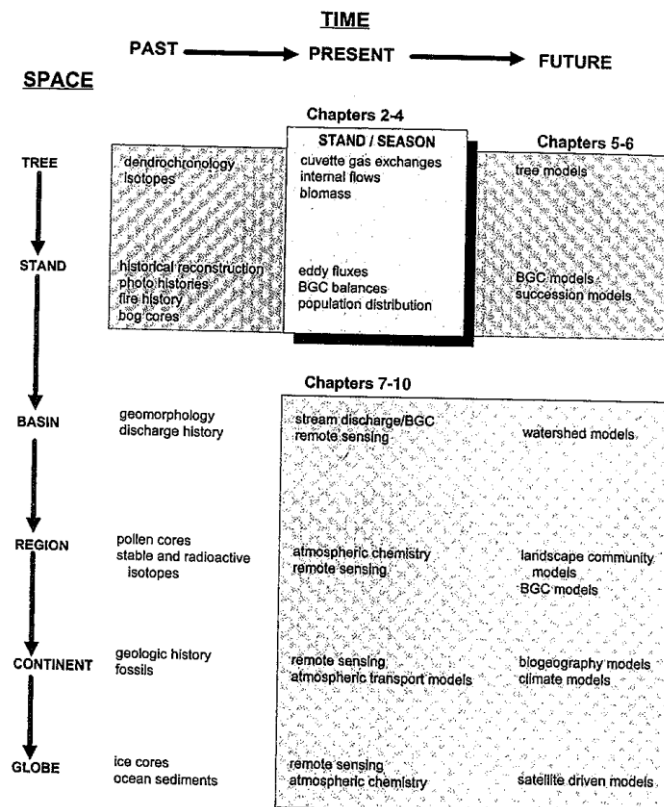 TIME
PAST PRESENT FUTURE
SPACE
Chapters 2-4
STAND / SEASON
Chapters 5-6
TREE
dendrochronology
isotopes
cuvette gas exchanges
internal flows
biomass
tree models
STAND
historical reconstruction
photo histories
fire history
bog cores
eddy fluxes
BGC balances
population distribution
BGC models
succession models
Chapters 7-10
BASIN
geomorphology
discharge history
stream discharge/BGC
remote sensing
watershed models
REGION
pollen cores
stable and radioactive
isotopes
atmospheric chemistry
remote sensing
landscape community
models
BGC models
CONTINENT
geologic history
fossils
remote sensing
atmospheric transport models
biogeography models
climate models
GLOBE
ice cores
ocean sediments
remote sensing
atmospheric chemistry
satellite driven models